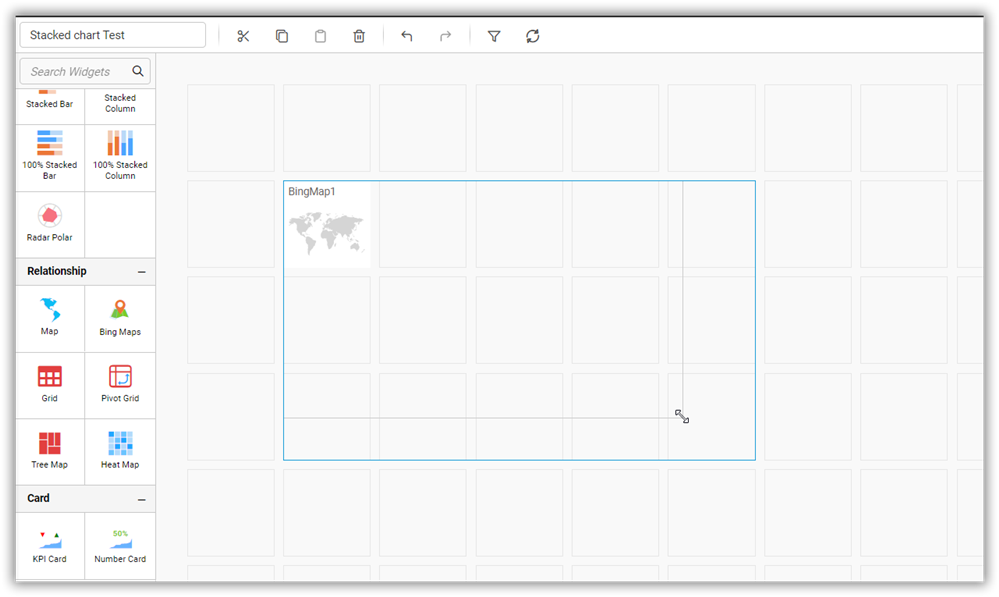 Stacked chart Test
Search Widgets
Stacked Bar
Stacked
Column
100% Stacked
Bar
100% Stacked
Column
Radar Polar
Relationship
Map
Bing Maps
Grid
Pivot Grid
Tree Map
Heat Map
Card
50%
KPI Card
Number Card
BingMap1